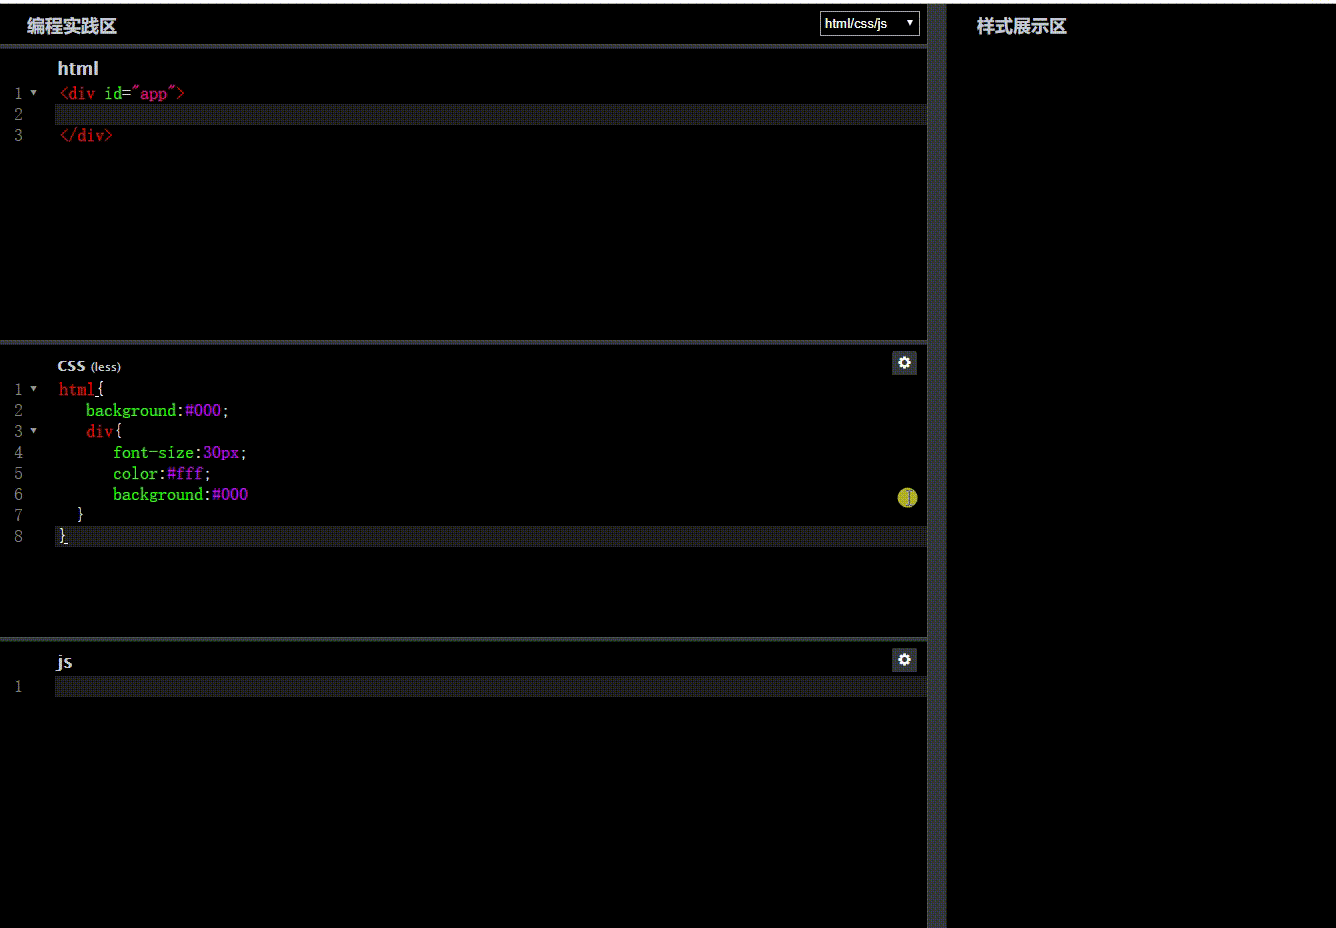 编程实践区
html/css/js
样式展示区
html
1 <div id="app">
2
3 </div>
css (less)
1 html{
2 background:#000;
3 div{
4 font-size:30px;
5 color:#fff;
6 background:#000
7 }
8 }
js
1